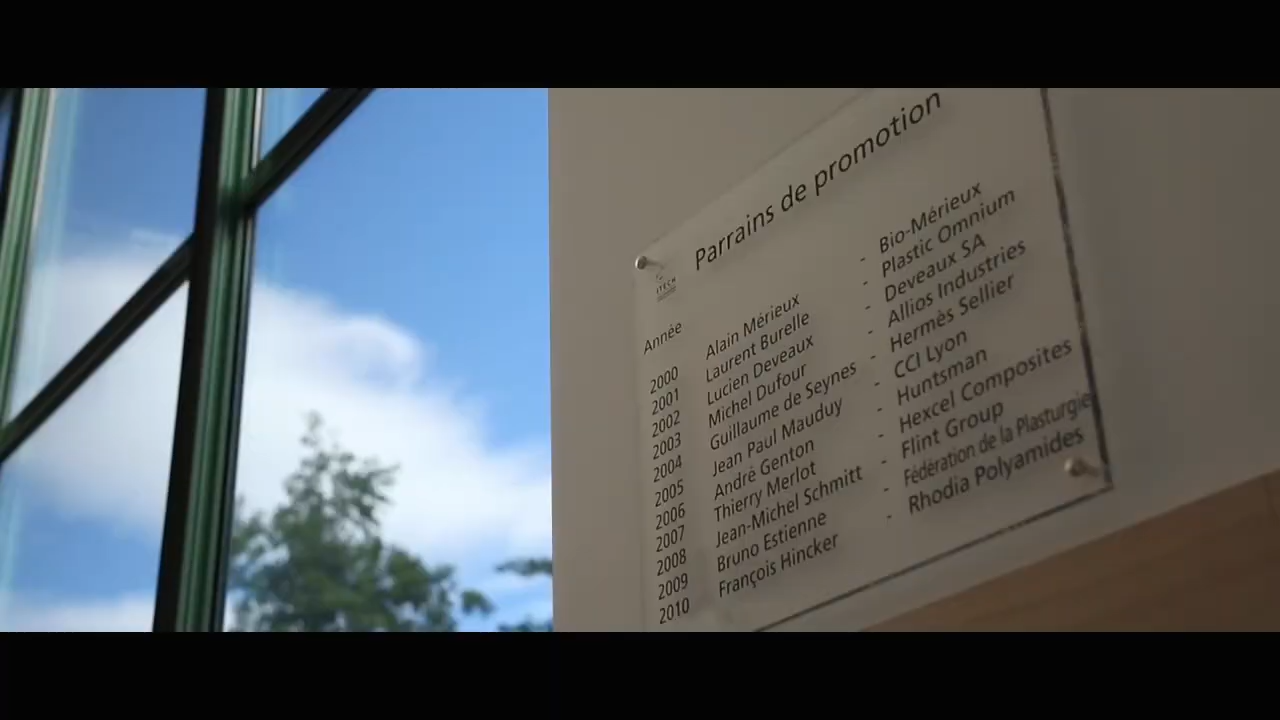 Parrains de promotion
ITECH
Année
2000 Alain Mérieux - Bio-Mérieux
2001 Laurent Burelle - Plastic Omnium
2002 Lucien Deveaux - Deveaux SA
2003 Michel Dufour - Allios Industries
2004 Guillaume de Seynes - Hermès Sellier
2005 Jean Paul Mauduy - CCI Lyon
2006 André Genton - Huntsman
2007 Thierry Merlot - Hexcel Composites
2008 Jean-Michel Schmitt - Flint Group
2009 Bruno Estienne - Fédération de la Plasturgie
2010 François Hincker - Rhodia Polyamides